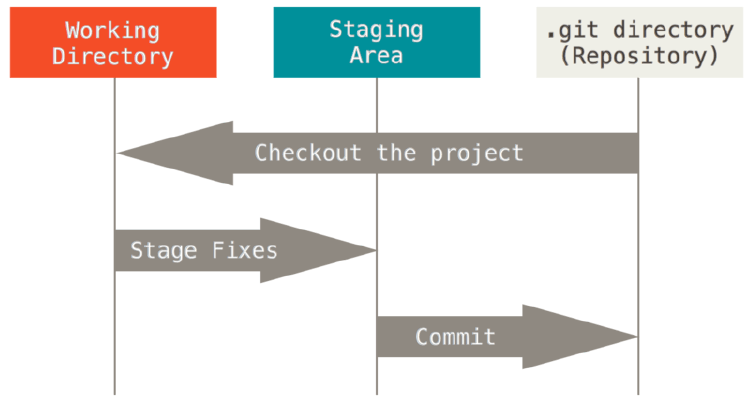 Working
Directory
Staging
Area
.git directory
(Repository)
Checkout the project
Stage Fixes
Commit